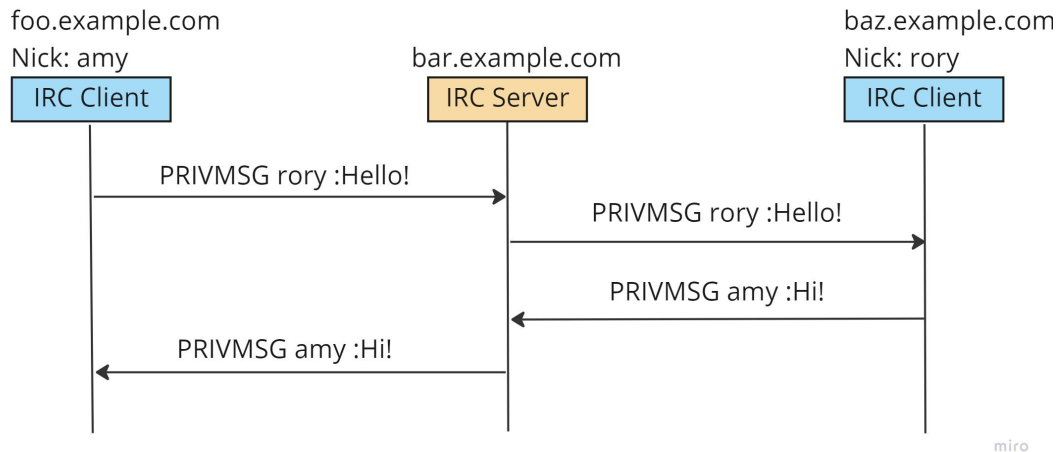 foo.example.com
Nick: amy
IRC Client
bar.example.com
IRC Server
baz.example.com
Nick: rory
IRC Client
PRIVMSG rory :Hello!
PRIVMSG rory :Hello!
PRIVMSG amy :Hi!
PRIVMSG amy :Hi!
miro